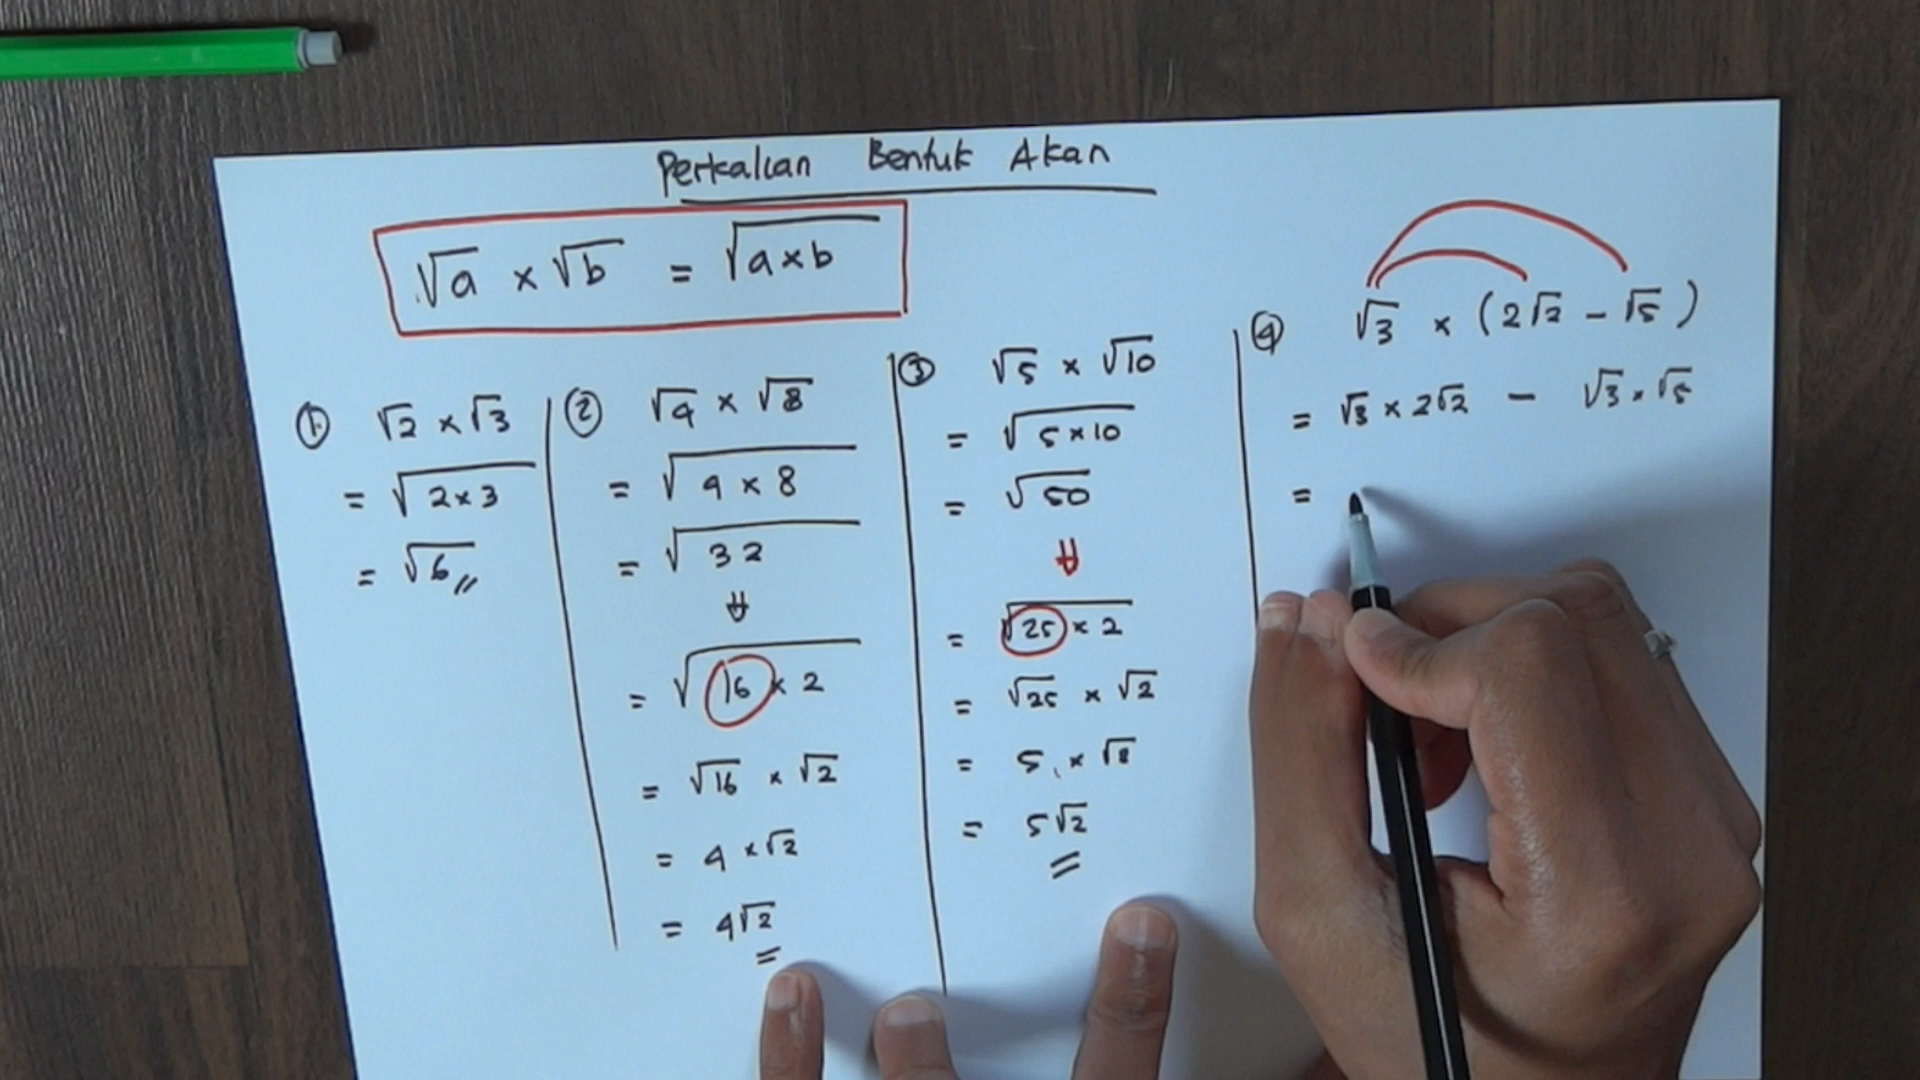 Perkalian Bentuk Akar
√a × √b = √a×b
① √2 × √3
= √2×3
= √6
② √4 × √8
= √4 × 8
= √32
= √16 × 2
= √16 × √2
= 4 × √2
= 4√2
③ √5 × √10
= √5×10
= √50
= √25 × 2
= √25 × √2
= 5 × √2
= 5√2
④ √3 × (2√2 - √5)
= √3 × 2√2 - √3 × √5
=